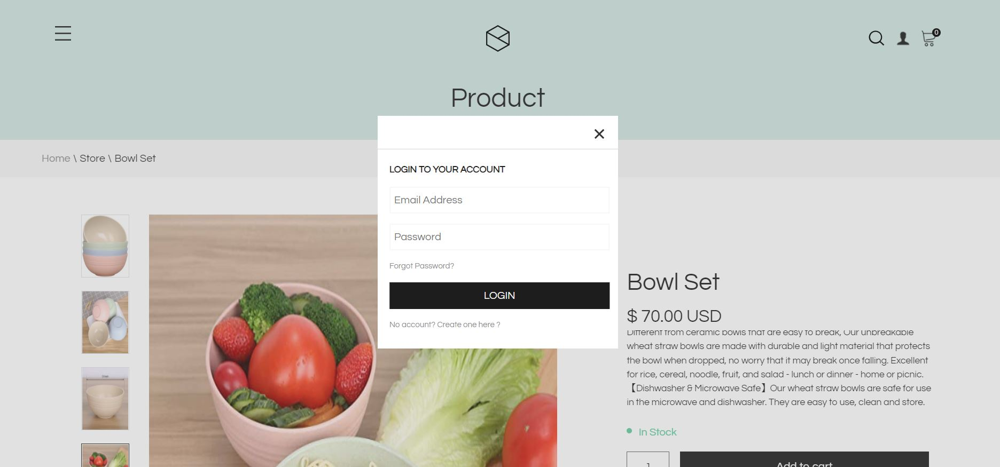 0
Product
Home \ Store \ Bowl Set
LOGIN TO YOUR ACCOUNT
Email Address
Password
Forgot Password?
LOGIN
No account? Create one here ?
Bowl Set
$ 70.00 USD
Different from ceramic bowls that are easy to break, Our unbreakable
wheat straw bowls are made with durable and light material that protects
the bowl when dropped, no worry that it may break once falling. Excellent
for rice, cereal, noodle, fruit, and salad - lunch or dinner - home or picnic.
【Dishwasher & Microwave Safe】Our wheat straw bowls are safe for use
in the microwave and dishwasher. They are easy to use, clean and store.
In Stock
1
Add to cart